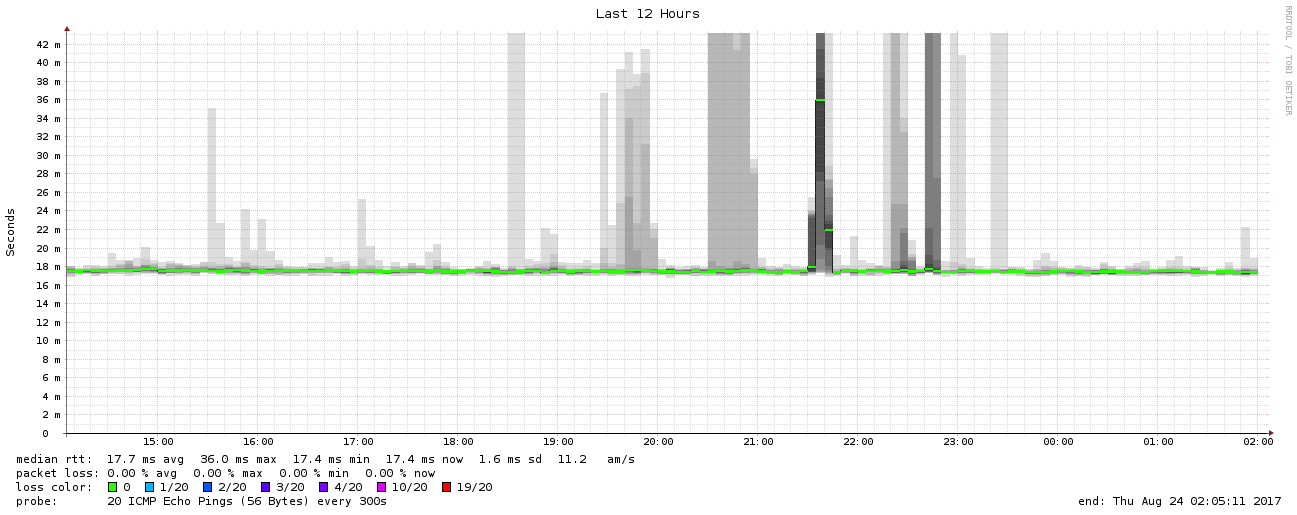 Last 12 Hours
RRDTOOL / TOBI OETIKER
Seconds
42 m
40 m
38 m
36 m
34 m
32 m
30 m
28 m
26 m
24 m
22 m
20 m
18 m
16 m
14 m
12 m
10 m
8 m
6 m
4 m
2 m
0
15:00 16:00 17:00 18:00 19:00 20:00 21:00 22:00 23:00 00:00 01:00 02:00
median rtt: 17.7 ms avg 36.0 ms max 17.4 ms min 17.4 ms now 1.6 ms sd 11.2 am/s
packet loss: 0.00 % avg 0.00 % max 0.00 % min 0.00 % now
loss color: 0 1/20 2/20 3/20 4/20 10/20 19/20
probe: 20 ICMP Echo Pings (56 Bytes) every 300s end: Thu Aug 24 02:05:11 2017